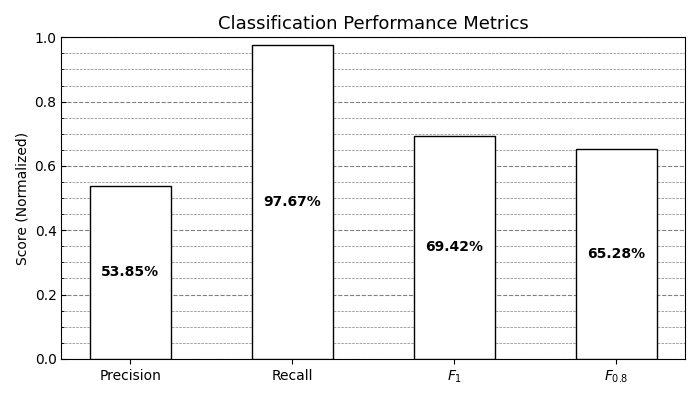 Classification Performance Metrics
Score (Normalized)
1.0
0.8
0.6
0.4
0.2
0.0
53.85%
97.67%
69.42%
65.28%
Precision
Recall
F₁
F₀.₈